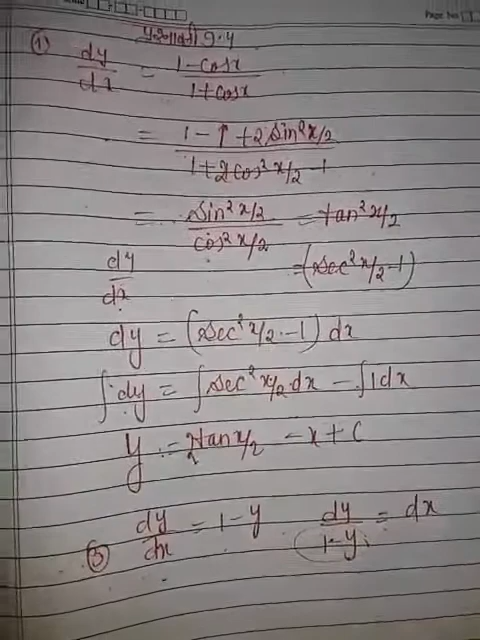 Page No.
प्रश्नावली 9.4
(1) dy/dx = 1-cosx / 1+cosx
= 1-1+2sin²x/2 / 1+2cos²x/2-1
= sin²x/2 / cos²x/2 = tan²x/2
dy/dx = (sec²x/2-1)
dy = (sec²x/2-1)dx
∫dy = ∫sec²x/2 dx - ∫1dx
y = 2tanx/2 - x + C
dy/dx = 1-y dy/1-y = dx